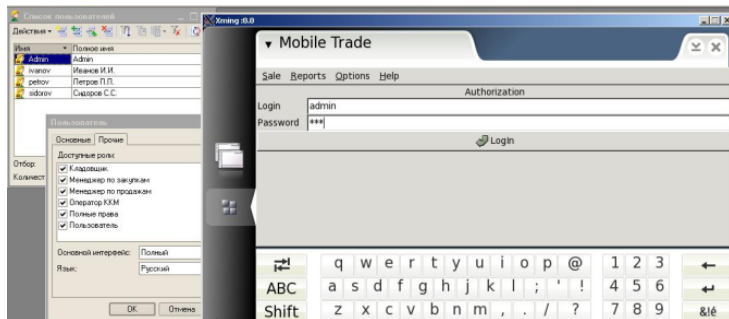 Список пользователей
Действия
Имя Полное имя
Admin Admin
ivanov Иванов И.И.
petrov Петров П.П.
sidorov Сидоров С.С.
Отбор:
Количест
Пользователь
Основные Прочие
Доступные роли:
Кладовщик
Менеджер по закупкам
Менеджер по продажам
Оператор ККМ
Полные права
Пользователь
Основной интерфейс: Полный
Язык: Русский
OK Отмена
Xming :0.0
Mobile Trade
Sale Reports Options Help
Authorization
Login admin
Password ***
Login
q w e r t y u i o p @ 1 2 3
ABC a s d f g h j k l ; ' ! 4 5 6
Shift z x c v b n m , . / ? 7 8 9 &!é